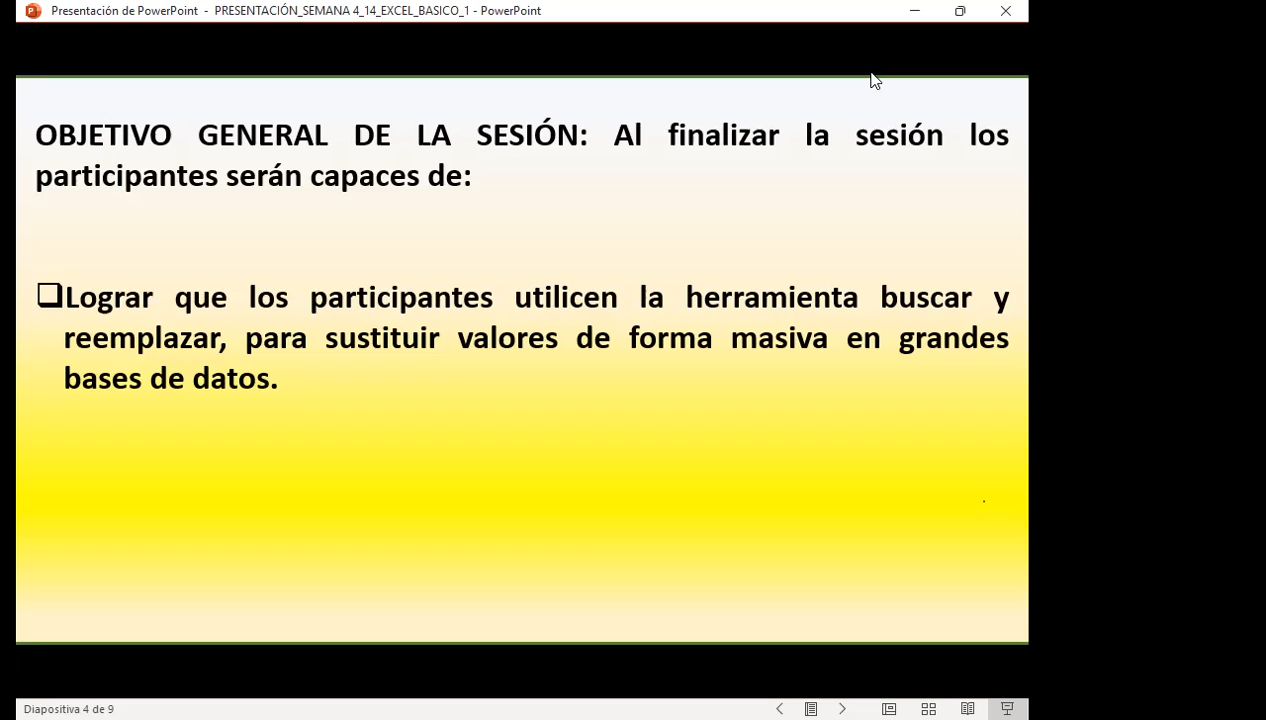 Presentación de PowerPoint - PRESENTACIÓN_SEMANA 4_14_EXCEL_BASICO_1 - PowerPoint
OBJETIVO GENERAL DE LA SESIÓN: Al finalizar la sesión los
participantes serán capaces de:
Lograr que los participantes utilicen la herramienta buscar y
reemplazar, para sustituir valores de forma masiva en grandes
bases de datos.
Diapositiva 4 de 9